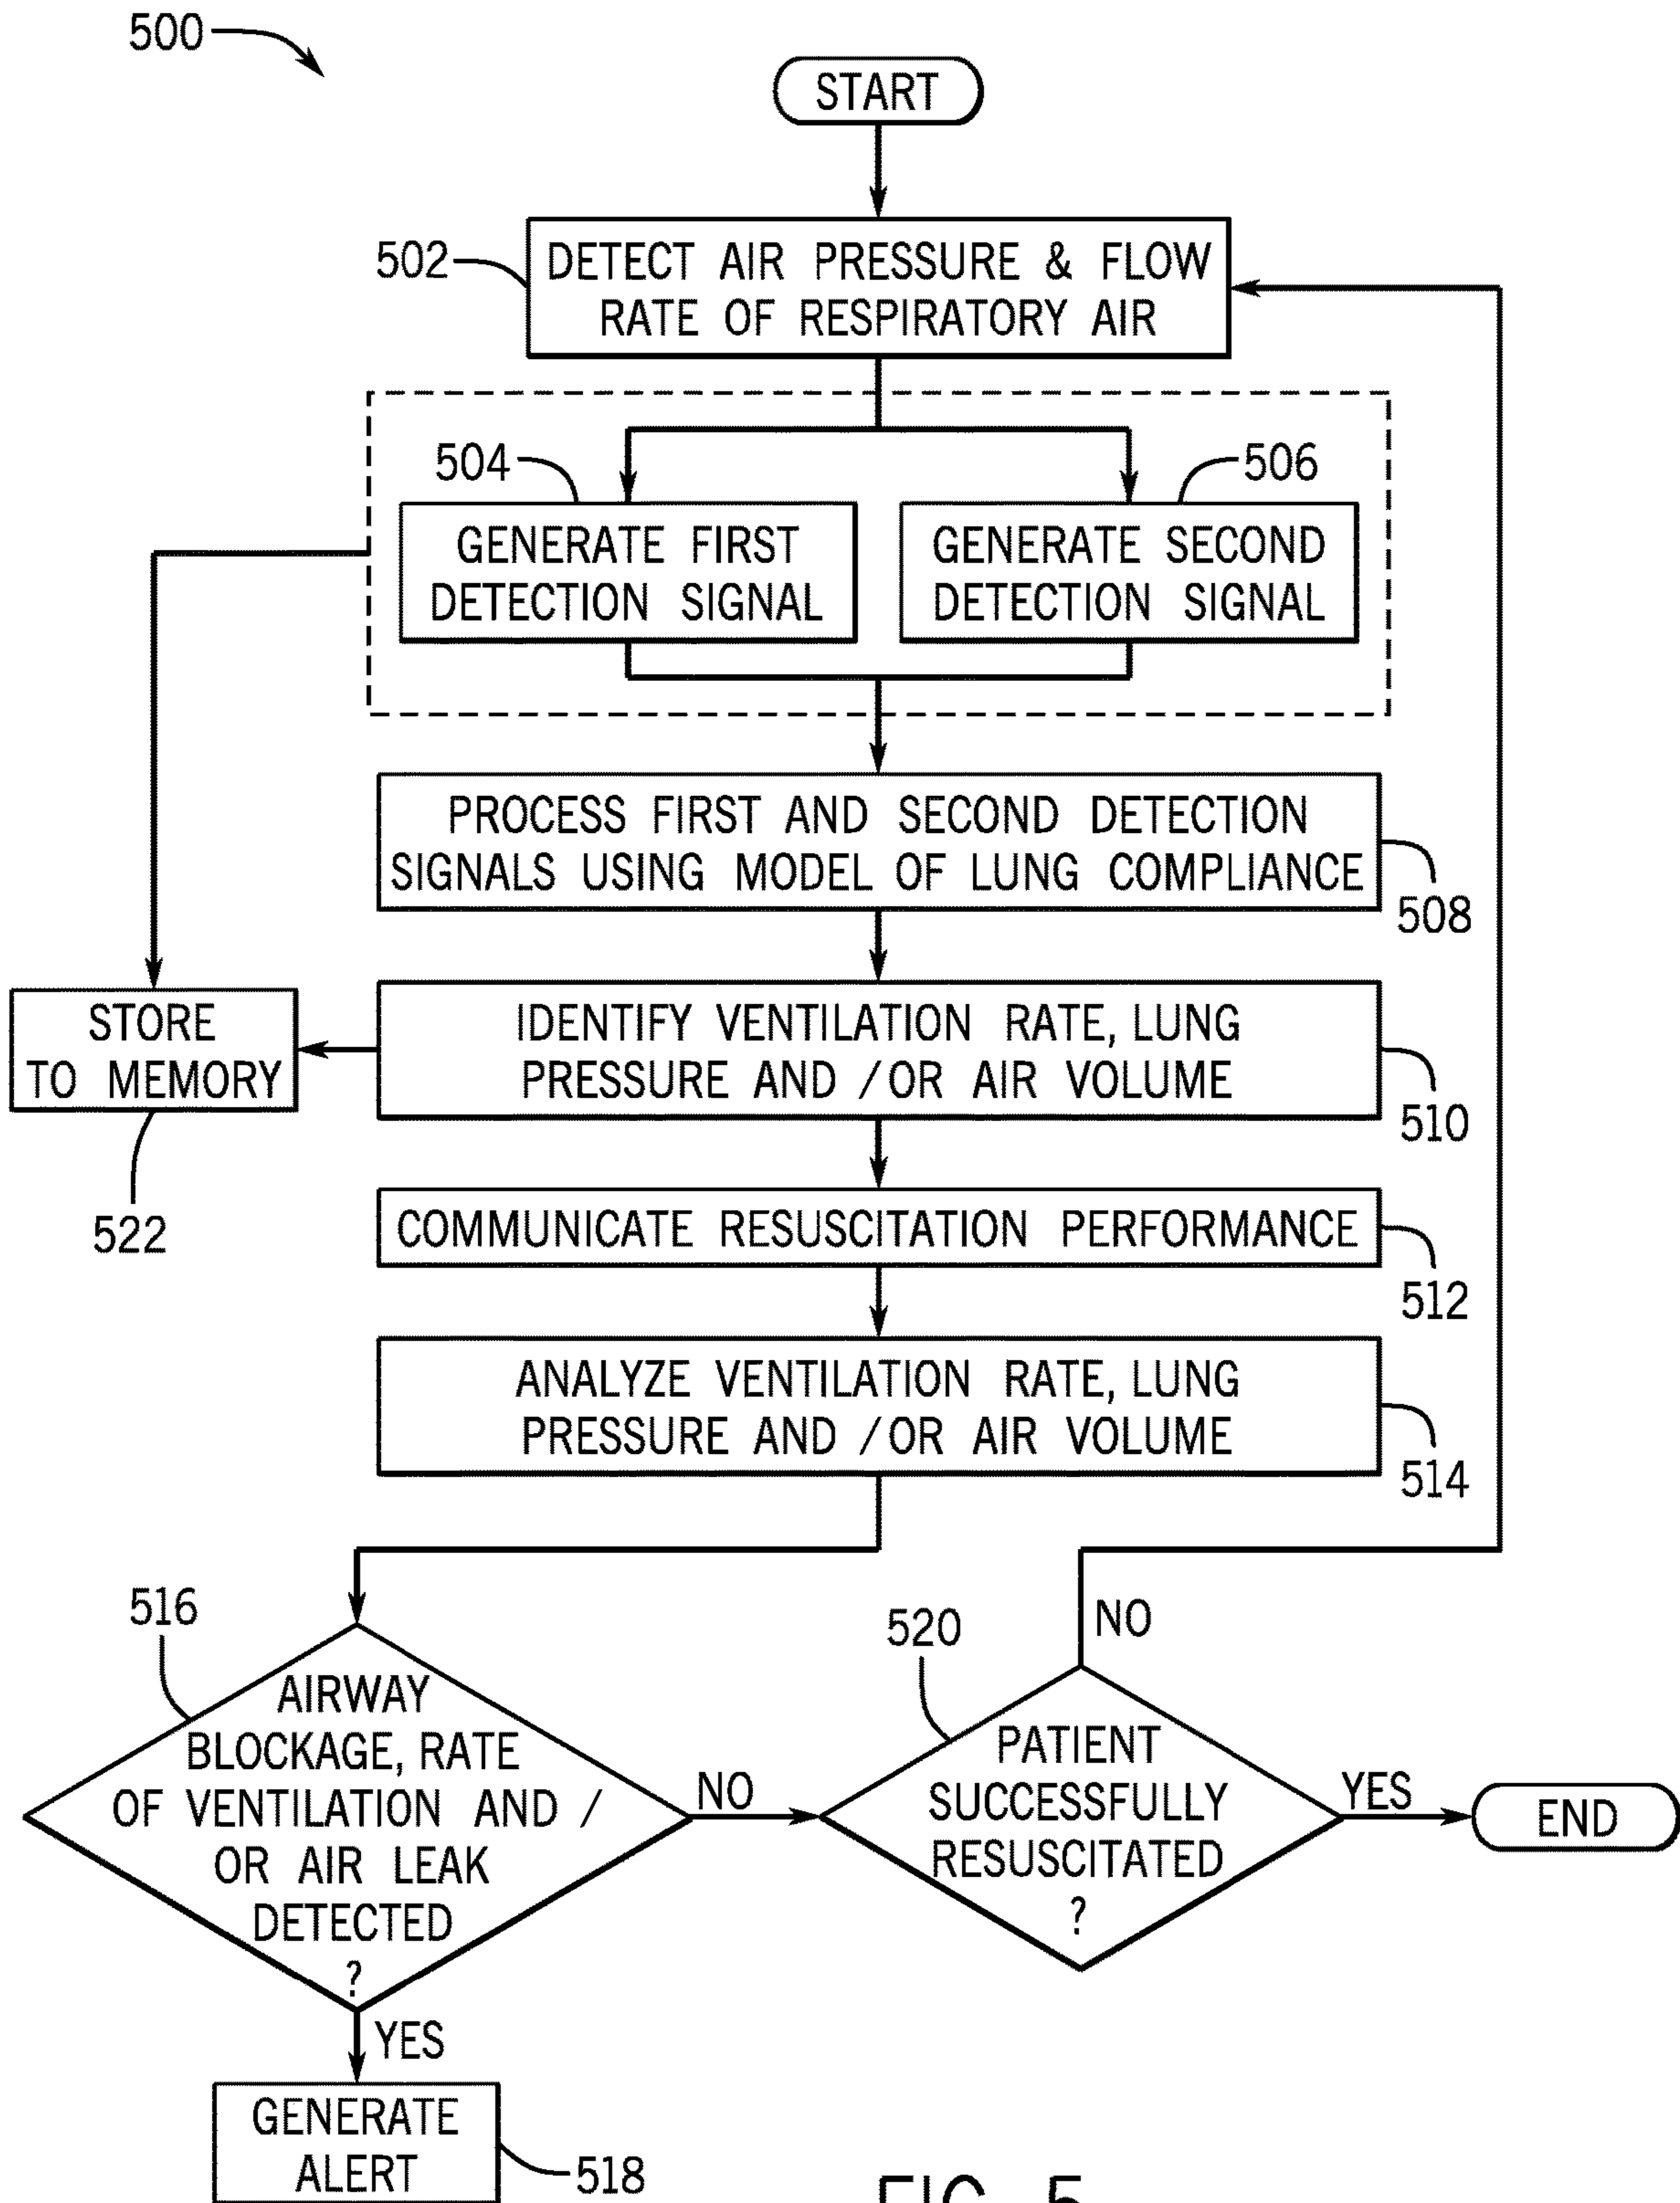 500
START
502
DETECT AIR PRESSURE & FLOW
RATE OF RESPIRATORY AIR
504
506
GENERATE FIRST
DETECTION SIGNAL
GENERATE SECOND
DETECTION SIGNAL
PROCESS FIRST AND SECOND DETECTION
SIGNALS USING MODEL OF LUNG COMPLIANCE
508
STORE
TO MEMORY
522
IDENTIFY VENTILATION RATE, LUNG
PRESSURE AND / OR AIR VOLUME
510
COMMUNICATE RESUSCITATION PERFORMANCE
512
ANALYZE VENTILATION RATE, LUNG
PRESSURE AND / OR AIR VOLUME
514
516
AIRWAY
BLOCKAGE, RATE
OF VENTILATION AND /
OR AIR LEAK
DETECTED
?
NO
YES
520
NO
PATIENT
SUCCESSFULLY
RESUSCITATED
?
YES
END
GENERATE
ALERT
518
FIG. 5